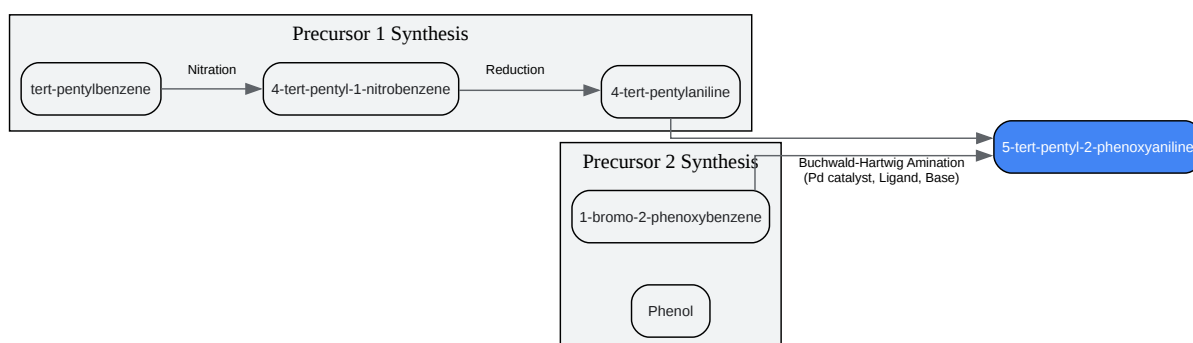 Precursor 1 Synthesis
tert-pentylbenzene
Nitration
4-tert-pentyl-1-nitrobenzene
Reduction
4-tert-pentylaniline
5-tert-pentyl-2-phenoxyaniline
Precursor 2 Synthesis
Buchwald-Hartwig Amination
(Pd catalyst, Ligand, Base)
1-bromo-2-phenoxybenzene
Phenol